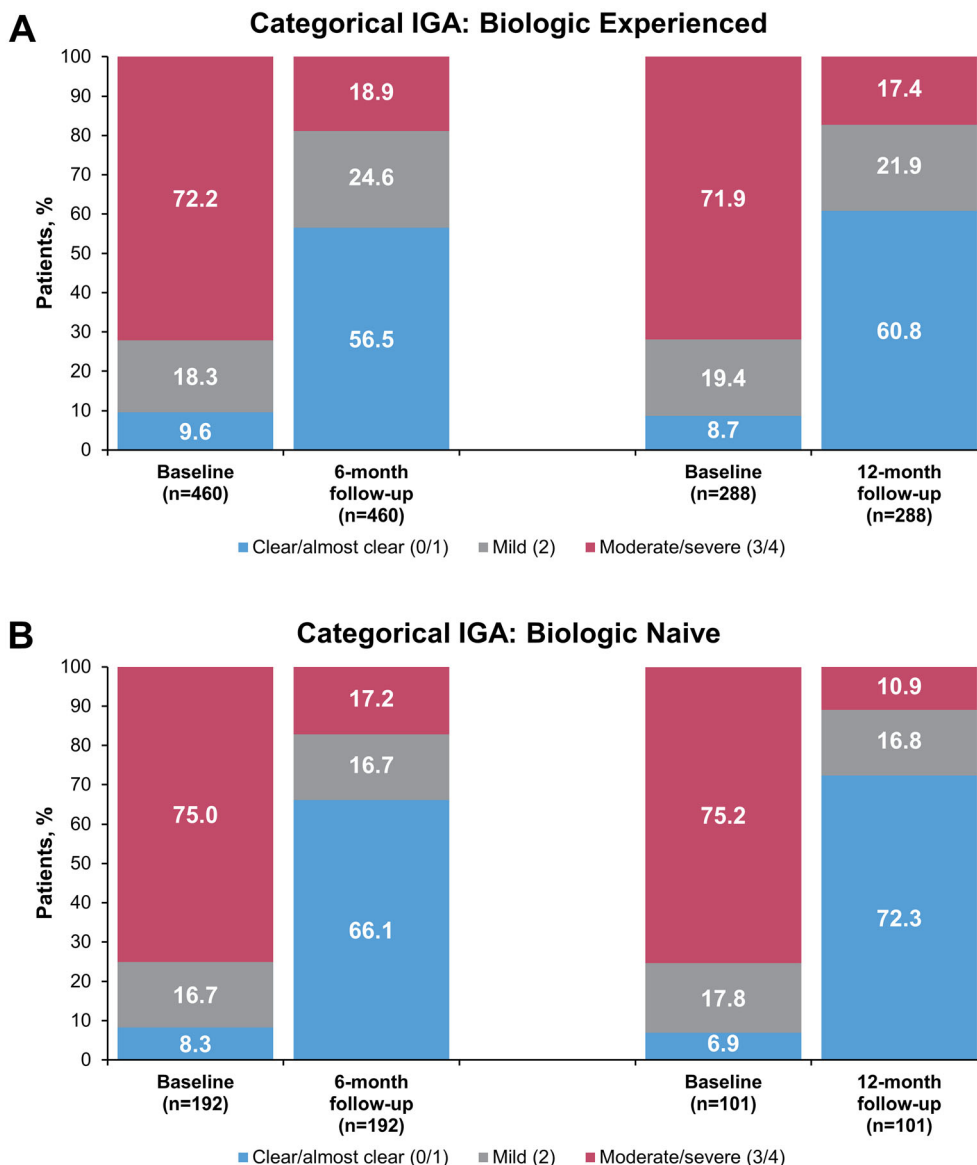 A
Categorical IGA: Biologic Experienced
Patients, %
100
90
80
70
60
50
40
30
20
10
0
72.2
18.3
9.6
18.9
24.6
56.5
71.9
19.4
8.7
17.4
21.9
60.8
Baseline
(n=460)
6-month
follow-up
(n=460)
Baseline
(n=288)
12-month
follow-up
(n=288)
Clear/almost clear (0/1) Mild (2) Moderate/severe (3/4)
B
Categorical IGA: Biologic Naive
Patients, %
100
90
80
70
60
50
40
30
20
10
0
75.0
16.7
8.3
17.2
16.7
66.1
75.2
17.8
6.9
10.9
16.8
72.3
Baseline
(n=192)
6-month
follow-up
(n=192)
Baseline
(n=101)
12-month
follow-up
(n=101)
Clear/almost clear (0/1) Mild (2) Moderate/severe (3/4)